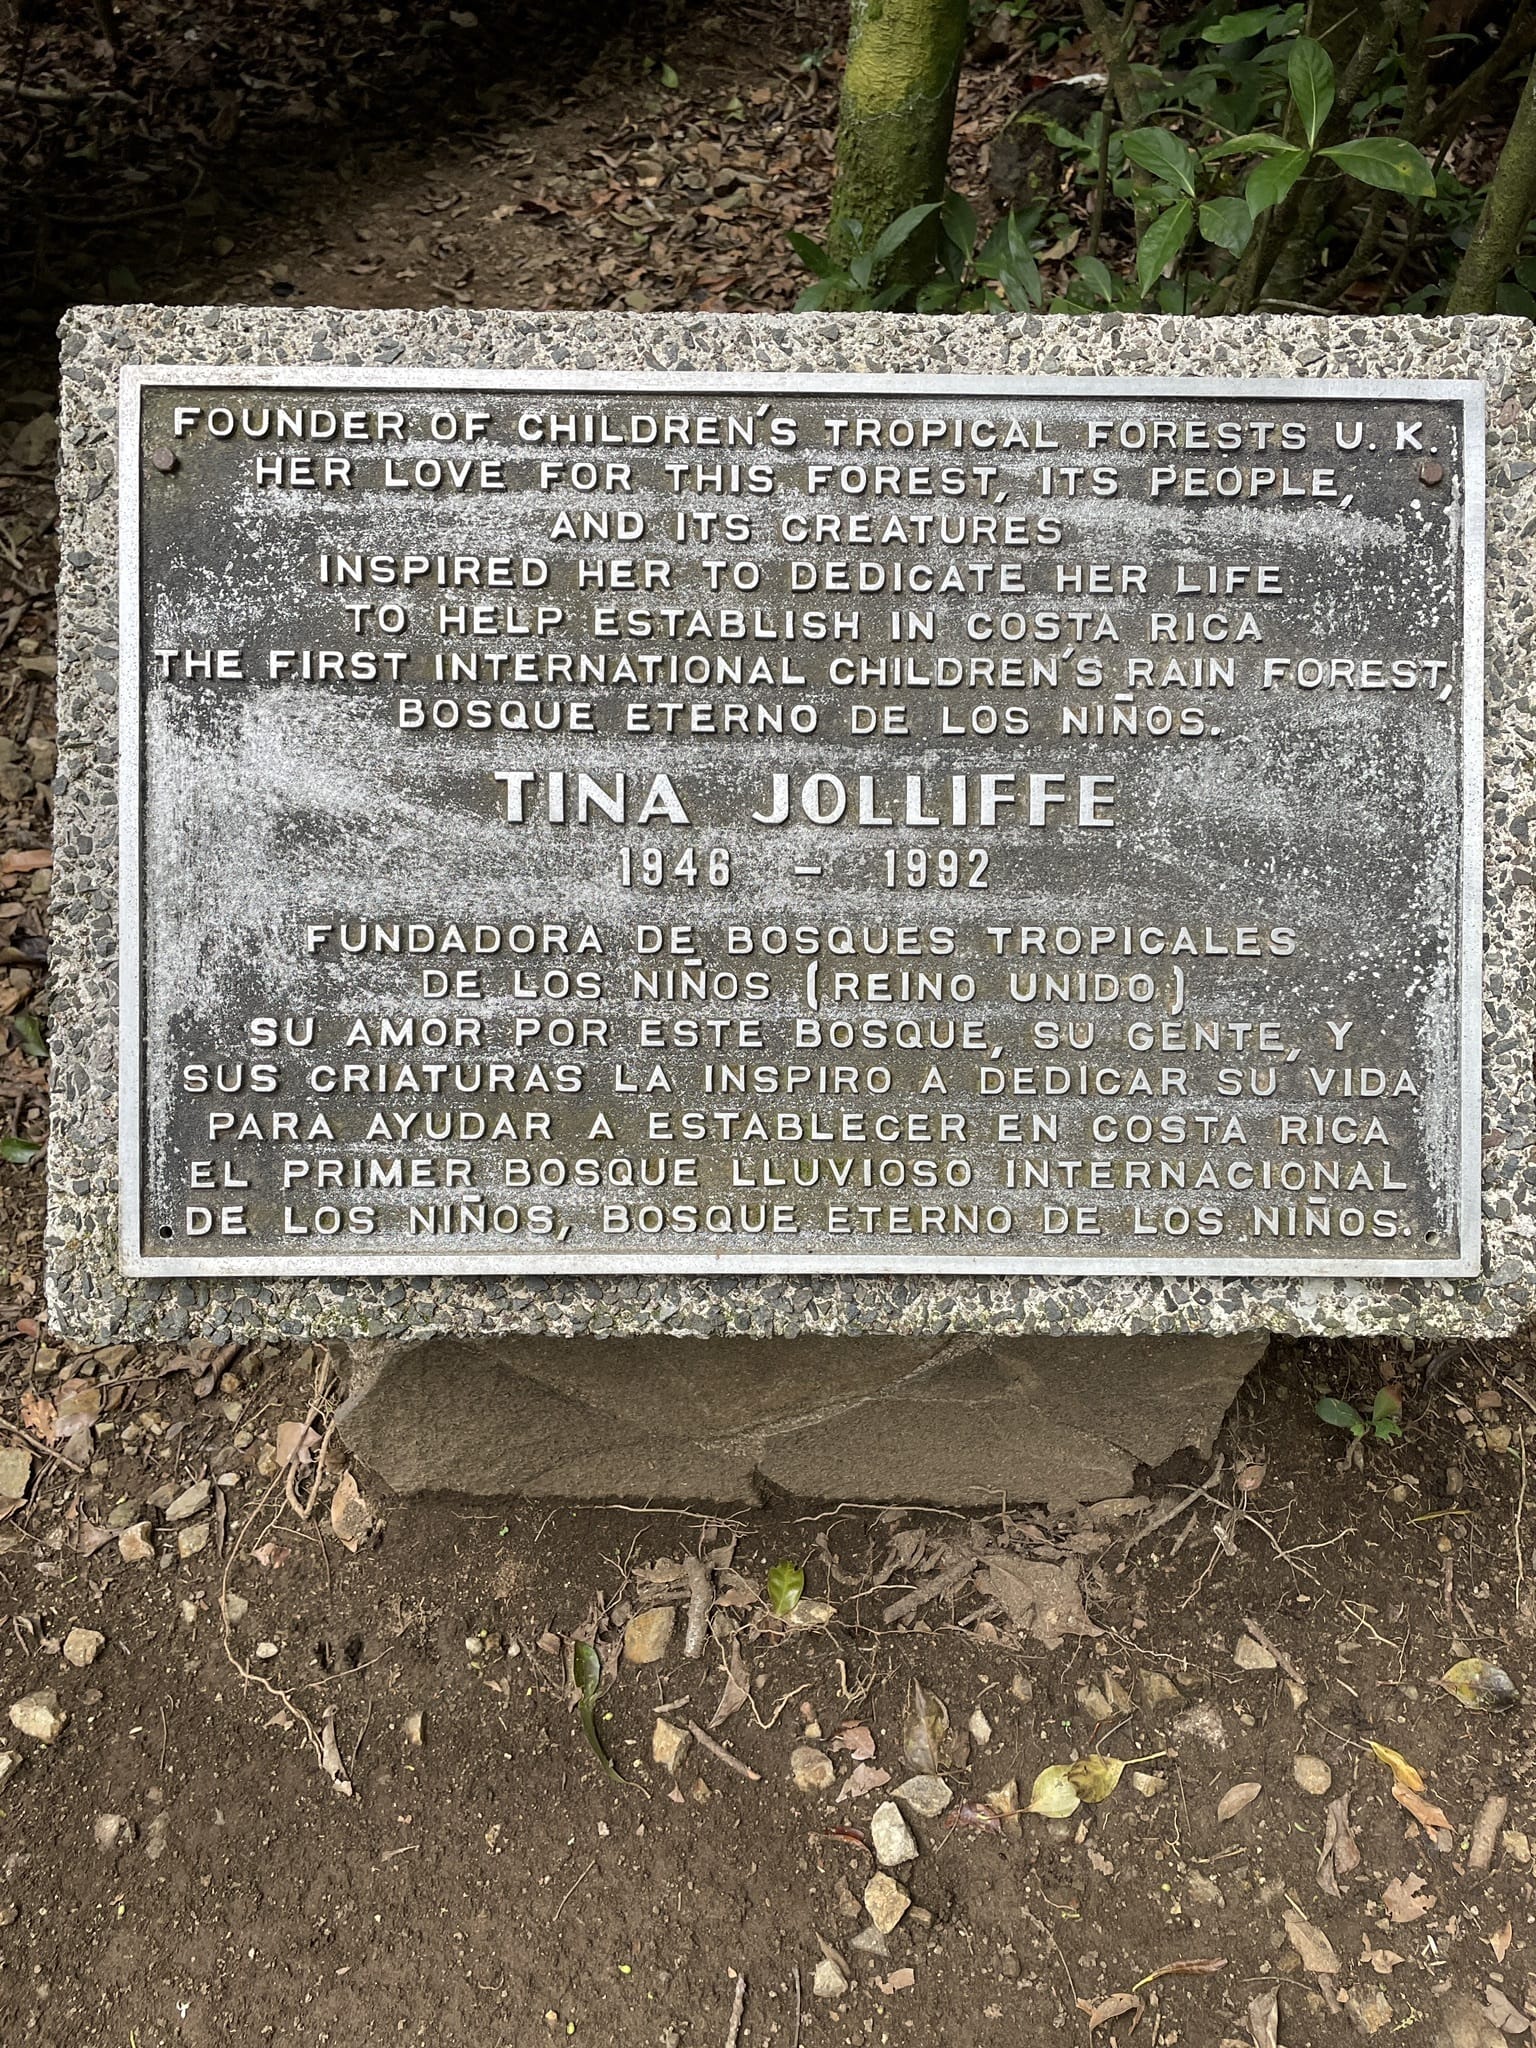 FOUNDER OF CHILDREN'S TROPICAL FORESTS U.K.
HER LOVE FOR THIS FOREST, ITS PEOPLE,
AND ITS CREATURES
INSPIRED HER TO DEDICATE HER LIFE
TO HELP ESTABLISH IN COSTA RICA
THE FIRST INTERNATIONAL CHILDREN'S RAIN FOREST,
BOSQUE ETERNO DE LOS NIÑOS.
TINA JOLLIFFE
1946 - 1992
FUNDADORA DE BOSQUES TROPICALES
DE LOS NIÑOS (REINO UNIDO)
SU AMOR POR ESTE BOSQUE, SU GENTE, Y
SUS CRIATURAS LA INSPIRO A DEDICAR SU VIDA
PARA AYUDAR A ESTABLECER EN COSTA RICA
EL PRIMER BOSQUE LLUVIOSO INTERNACIONAL
DE LOS NIÑOS, BOSQUE ETERNO DE LOS NIÑOS.